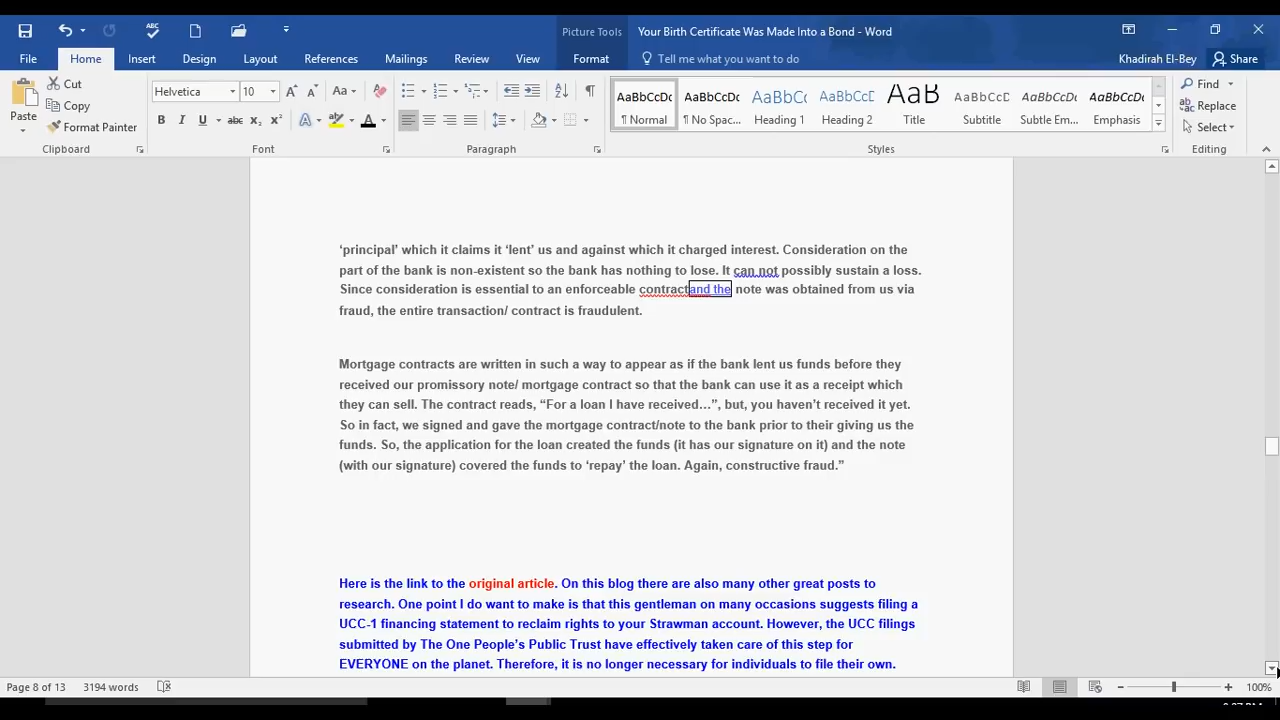 ABC
Picture Tools
Your Birth Certificate Was Made Into a Bond - Word
File
Home
Insert
Design
Layout
References
Mailings
Review
View
Format
Tell me what you want to do
Khadirah El-Bey
Share
Paste
Cut
Copy
Format Painter
Clipboard
Helvetica
10
Aa
B I U abc x₂ x²
A
A
Font
Paragraph
AaBbCcDc
AaBbCcDc
AaBbCc
AaBbCcC
AaB
AaBbCcC
AaBbCcDc
AaBbCcDc
¶ Normal
¶ No Spac...
Heading 1
Heading 2
Title
Subtitle
Subtle Em...
Emphasis
Styles
Find
Replace
Select
Editing
‘principal’ which it claims it ‘lent’ us and against which it charged interest. Consideration on the
part of the bank is non-existent so the bank has nothing to lose. It can not possibly sustain a loss.
Since consideration is essential to an enforceable contractand the note was obtained from us via
fraud, the entire transaction/ contract is fraudulent.
Mortgage contracts are written in such a way to appear as if the bank lent us funds before they
received our promissory note/ mortgage contract so that the bank can use it as a receipt which
they can sell. The contract reads, “For a loan I have received…”, but, you haven’t received it yet.
So in fact, we signed and gave the mortgage contract/note to the bank prior to their giving us the
funds. So, the application for the loan created the funds (it has our signature on it) and the note
(with our signature) covered the funds to ‘repay’ the loan. Again, constructive fraud.”
Here is the link to the original article. On this blog there are also many other great posts to
research. One point I do want to make is that this gentleman on many occasions suggests filing a
UCC-1 financing statement to reclaim rights to your Strawman account. However, the UCC filings
submitted by The One People’s Public Trust have effectively taken care of this step for
EVERYONE on the planet. Therefore, it is no longer necessary for individuals to file their own.
Page 8 of 13
3194 words
100%